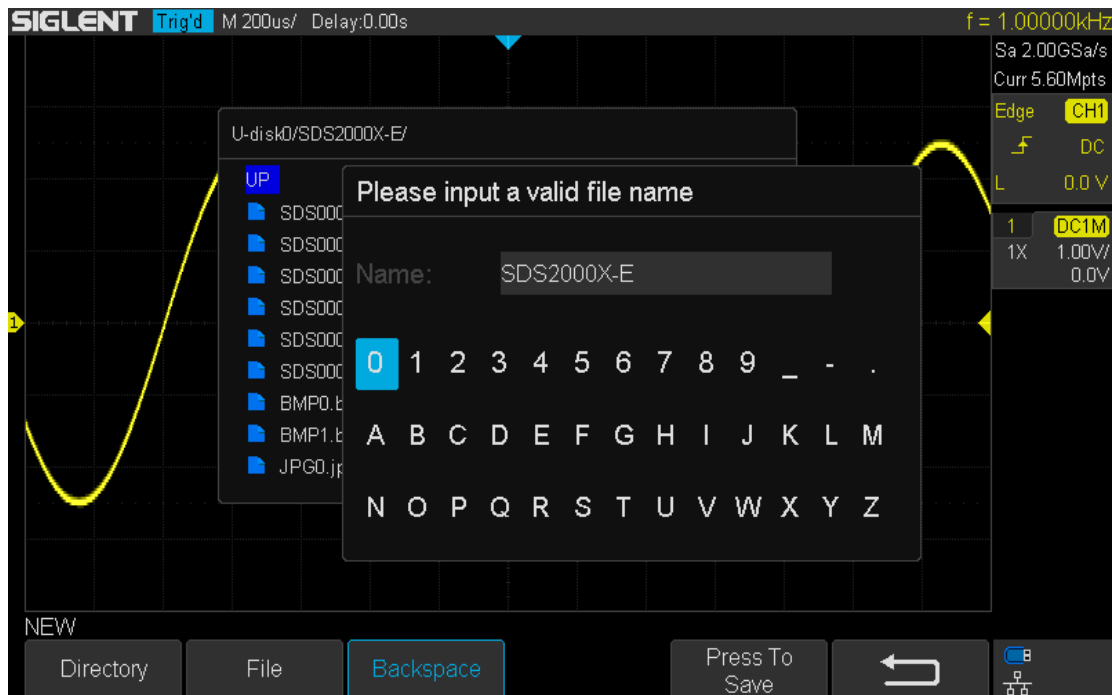 SIGLENT Trig'd M 200us/ Delay:0.00s f = 1.00000kHz
Sa 2.00GSa/s
Curr 5.60Mpts
Edge CH1
DC
L 0.0 V
1 DC1M
1X 1.00V/
0.0V
U-disk0/SDS2000X-E/
UP
SDS000
SDS000
SDS000
SDS000
SDS000
SDS000
BMP0.b
BMP1.b
JPG0.jp
Please input a valid file name
Name: SDS2000X-E
0 1 2 3 4 5 6 7 8 9 _ - .
A B C D E F G H I J K L M
N O P Q R S T U V W X Y Z
1
NEW
Directory File Backspace Press To
Save